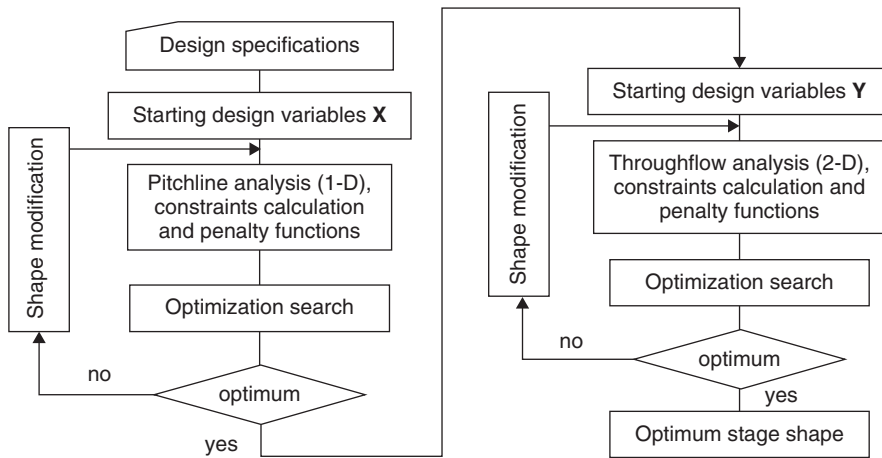 Design specifications
Starting design variables X
Shape modification
Pitchline analysis (1-D),
constraints calculation
and penalty functions
Optimization search
no
optimum
yes
Starting design variables Y
Shape modification
Throughflow analysis (2-D),
constraints calculation and
penalty functions
Optimization search
no
optimum
yes
Optimum stage shape